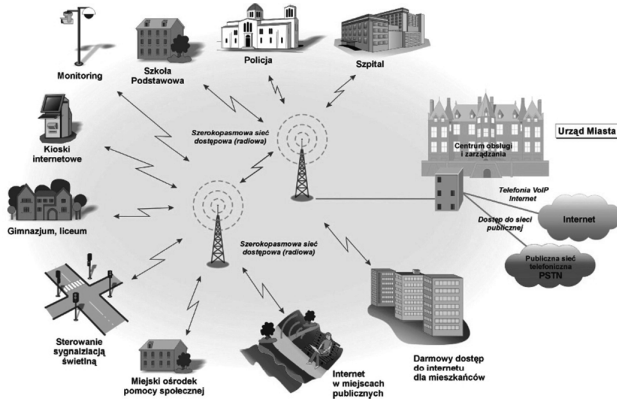 Monitoring
Szkoła
Podstawowa
Policja
Szpital
Kioski
internetowe
Szerokopasmowa sieć
dostępowa (radiowa)
Centrum obsługi
i zarządzania
Urząd Miasta
Telefonia VoIP
Internet
Dostęp do sieci
publicznej
Internet
Publiczna sieć
telefoniczna
PSTN
Gimnazjum, liceum
Szerokopasmowa sieć
dostępowa (radiowa)
Sterowanie
sygnalziacją
świetlną
Miejski ośrodek
pomocy społecznej
Internet
w miejscach
publicznych
Darmowy dostęp
do internetu
dla mieszkańców